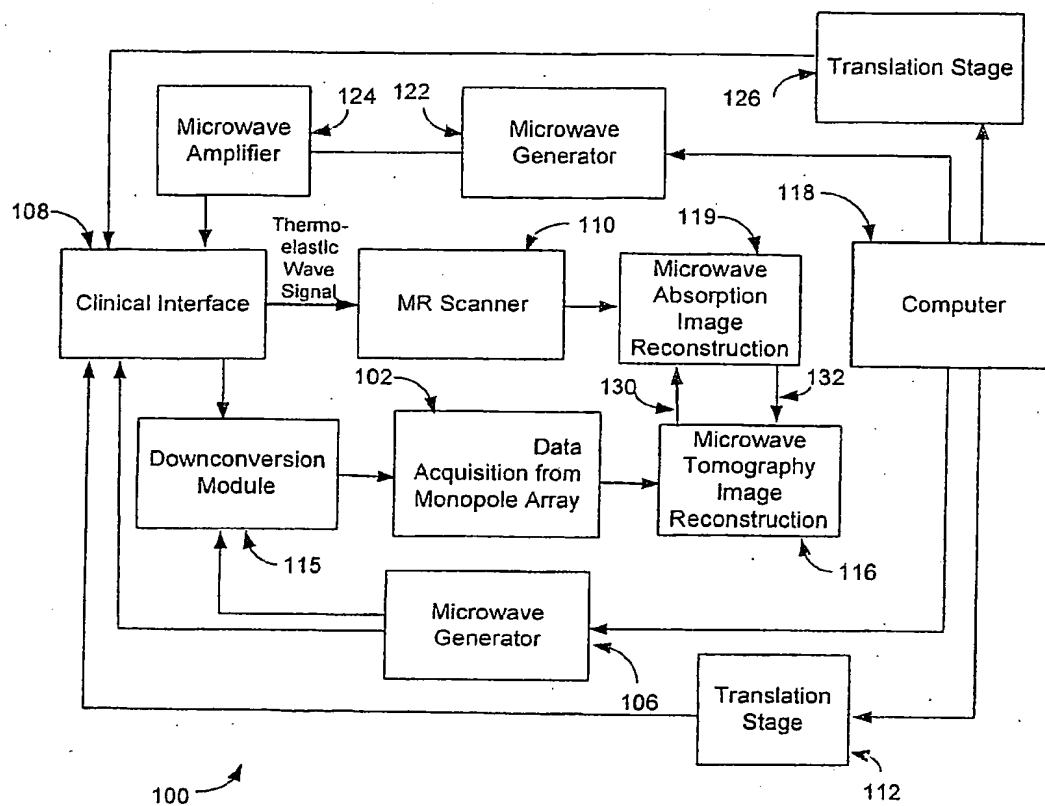 Translation Stage
126
124
122
Microwave
Amplifier
Microwave
Generator
118
108
Thermo-
elastic
Wave
Signal
110
119
Clinical Interface
MR Scanner
Microwave
Absorption
Image
Reconstruction
Computer
102
130
132
Downconversion
Module
Data
Acquisition from
Monopole Array
Microwave
Tomography
Image
Reconstruction
115
116
Microwave
Generator
106
Translation
Stage
112
100